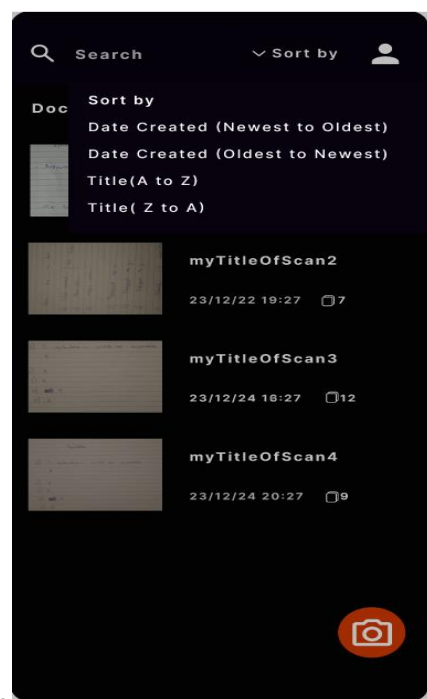 Search
Sort by
Doc
Sort by
Date Created (Newest to Oldest)
Date Created (Oldest to Newest)
Title(A to Z)
Title( Z to A)
myTitleOfScan2
23/12/22 19:27 7
myTitleOfScan3
23/12/24 16:27 12
myTitleOfScan4
23/12/24 20:27 9